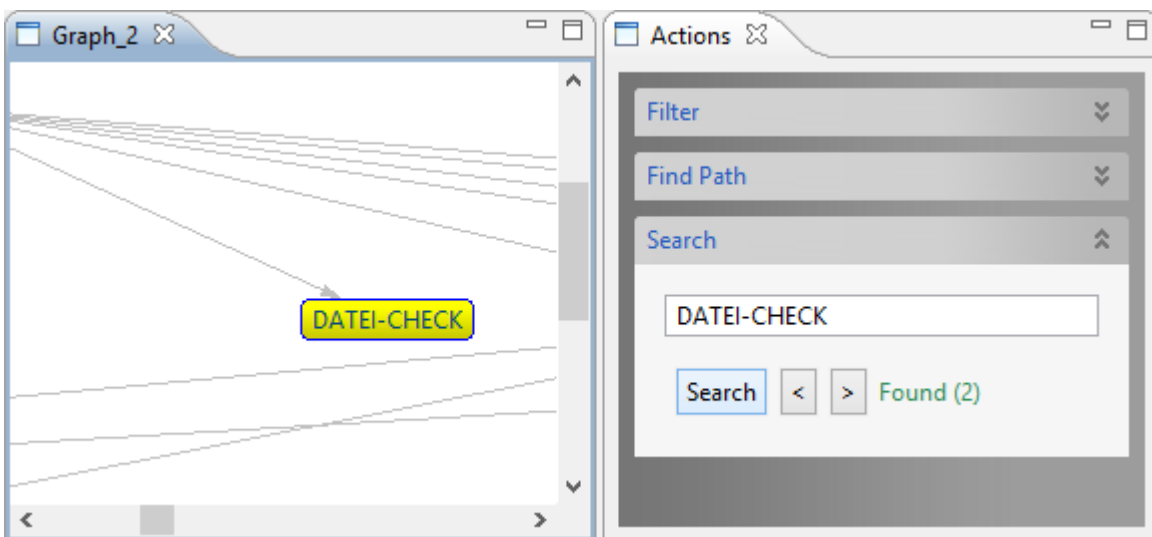 Graph_2
DATEI-CHECK
Actions
Filter
Find Path
Search
DATEI-CHECK
Search < > Found (2)